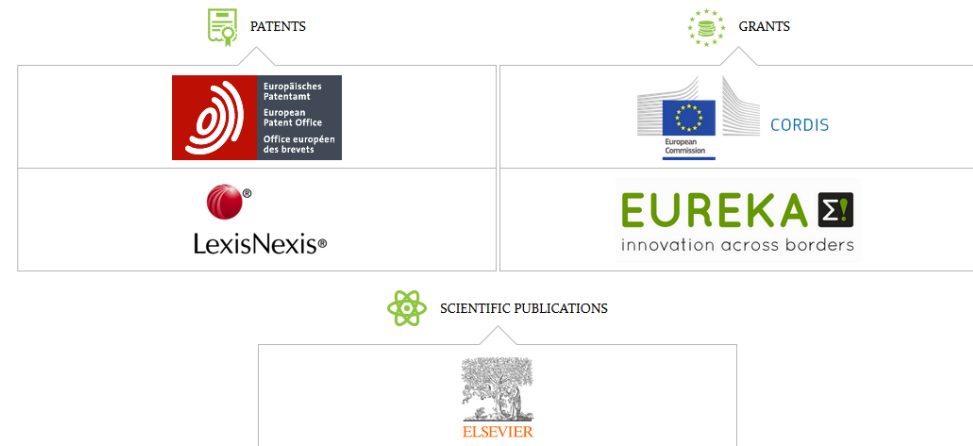 PATENTS
GRANTS
Europäisches
Patentamt
European
Patent Office
Office européen
des brevets
European
Commission
CORDIS
®
LexisNexis®
EUREKA Σ!
innovation across borders
SCIENTIFIC PUBLICATIONS
ELSEVIER